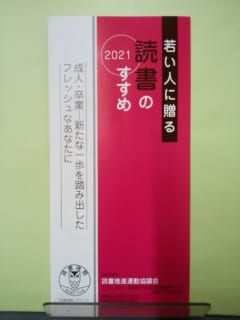 若い人に贈る
読書の
すすめ
2021
成人・卒業―新たな一歩を踏み出した
フレッシュなあなたに
読書推進運動協議会